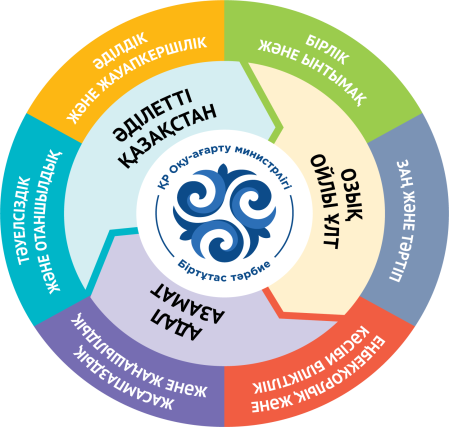 ӘДІЛДІК
ЖӘНЕ ЖАУАПКЕРШІЛІК
БІРЛІК
ЖӘНЕ ЫНТЫМАҚ
ЗАҢ ЖӘНЕ ТӘРТІП
ЕҢБЕКҚОРЛЫҚ ЖӘНЕ
КӘСІБИ БІЛІКТІЛІК
ЖАСАМПАЗДЫҚ
ЖӘНЕ ЖАҢАШЫЛДЫҚ
ТӘУЕЛСІЗДІК
ЖӘНЕ ОТАНШЫЛДЫҚ
ӘДІЛЕТТІ
ҚАЗАҚСТАН
ОЗЫҚ
ОЙЛЫ ҰЛТ
АДАЛ
АЗАМАТ
ҚР Оқу-ағарту министрлігі
Біртұтас тәрбие